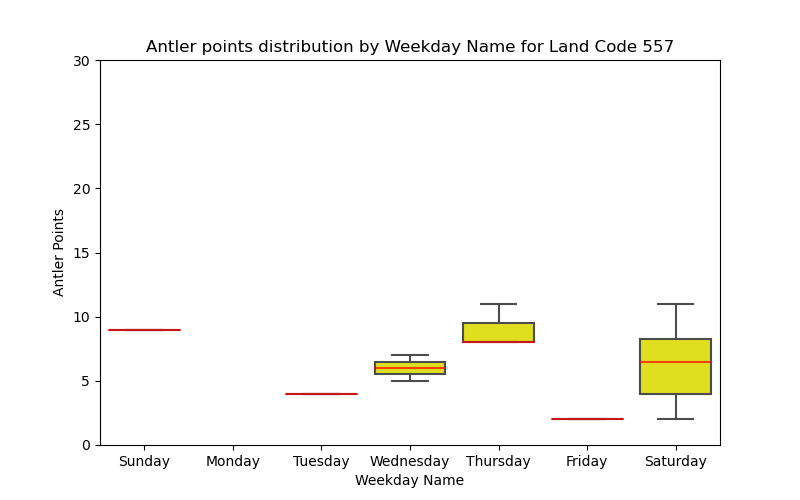 Antler points distribution by Weekday Name for Land Code 557
30
25
20
15
10
5
0
Antler Points
Sunday Monday Tuesday Wednesday Thursday Friday Saturday
Weekday Name